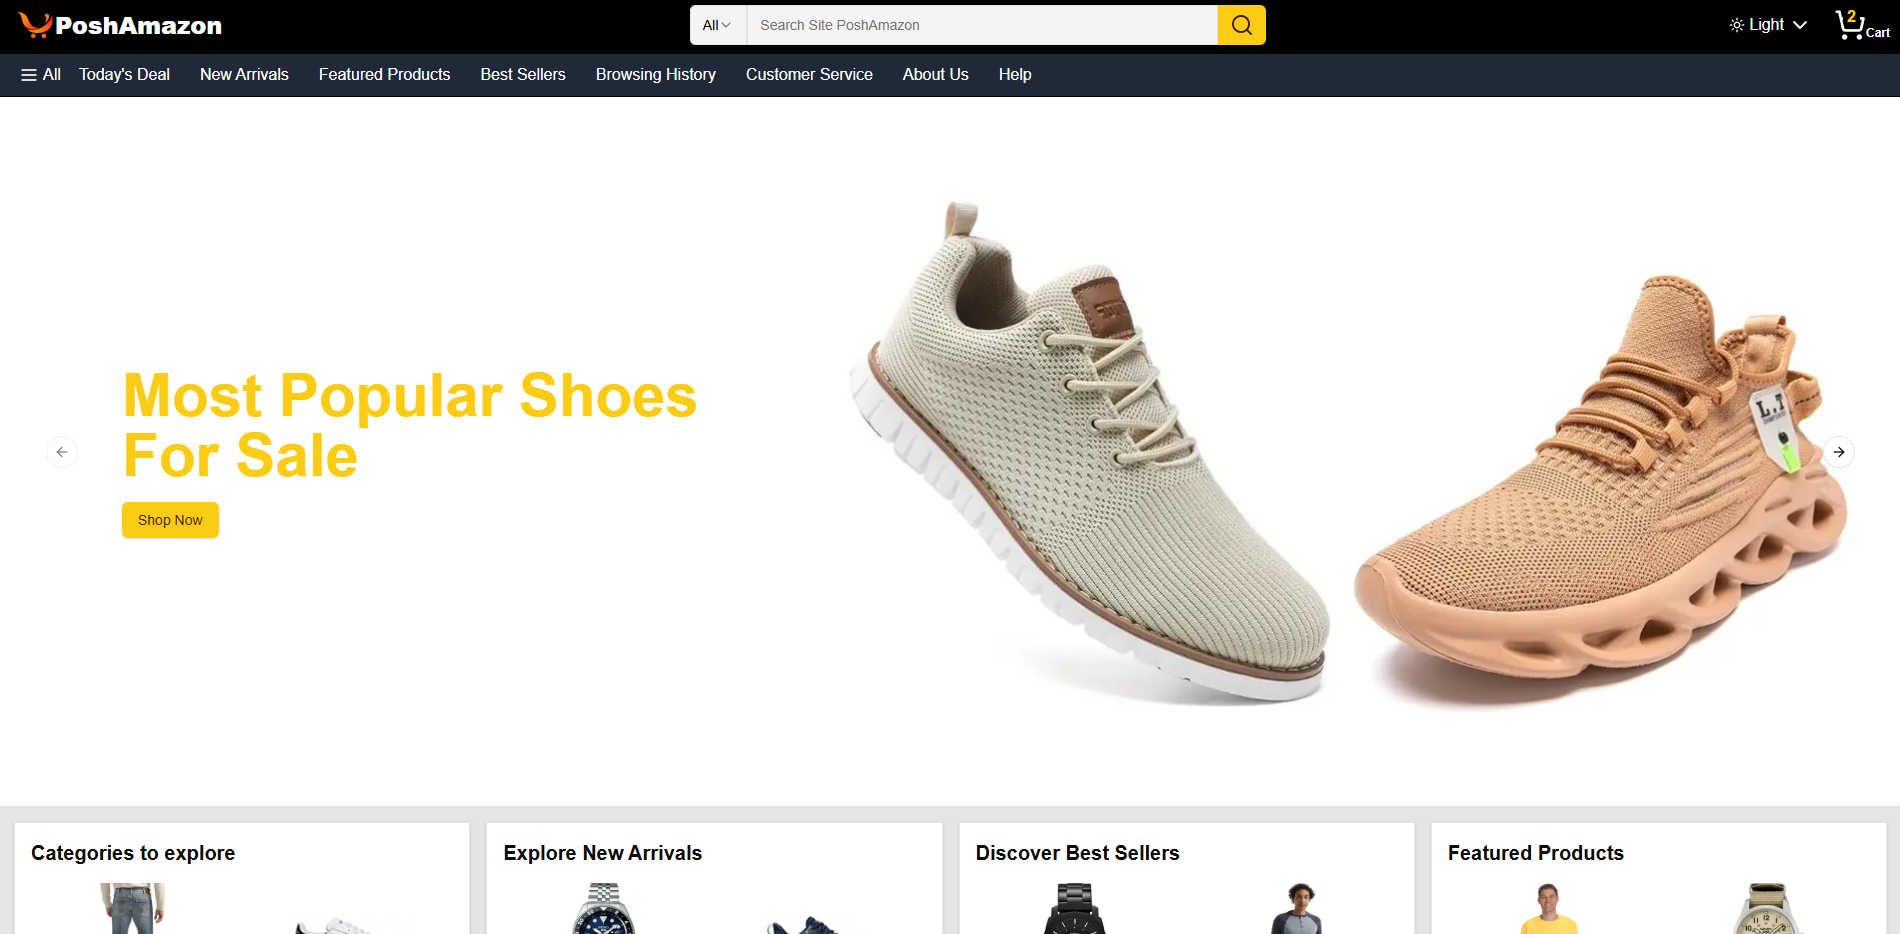 PoshAmazon
All
Search Site PoshAmazon
Light
2
Cart
All
Today's Deal
New Arrivals
Featured Products
Best Sellers
Browsing History
Customer Service
About Us
Help
Most Popular Shoes
For Sale
Shop Now
L.T
Categories to explore
Explore New Arrivals
Discover Best Sellers
Featured Products